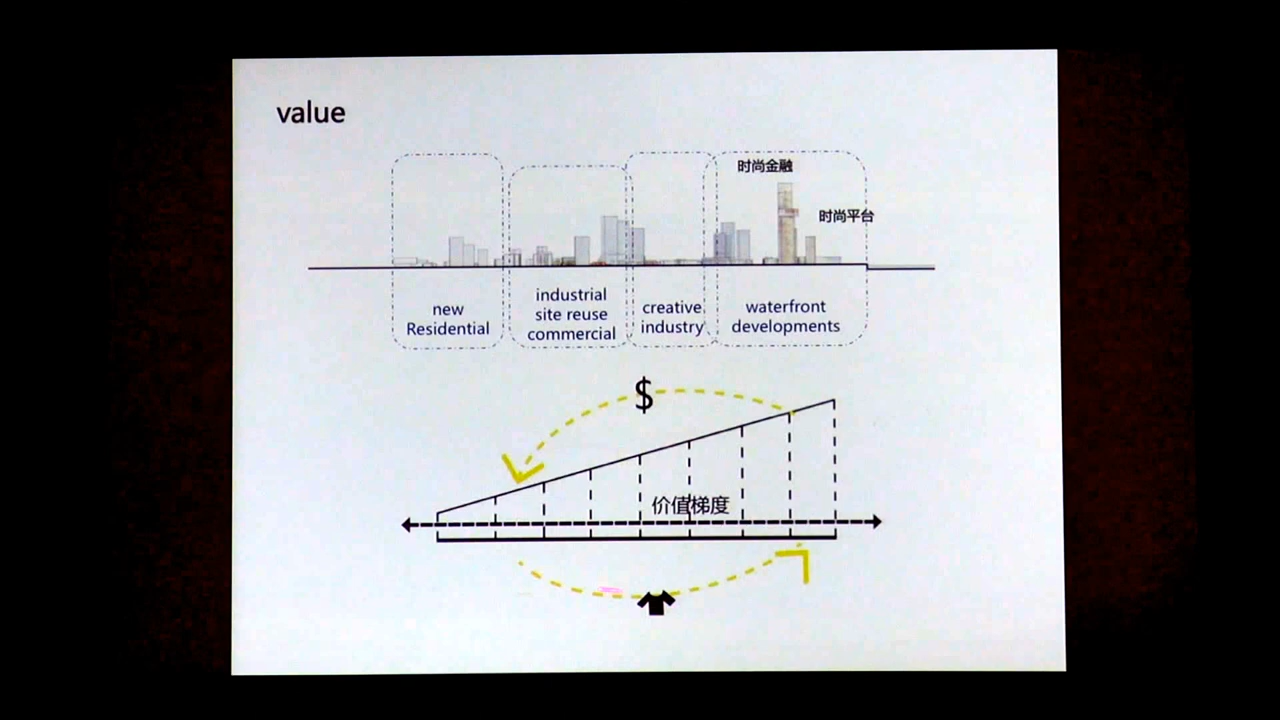 value
时尚金融
时尚平台
new
Residential
industrial
site reuse
commercial
creative
industry
waterfront
developments
$
价值梯度